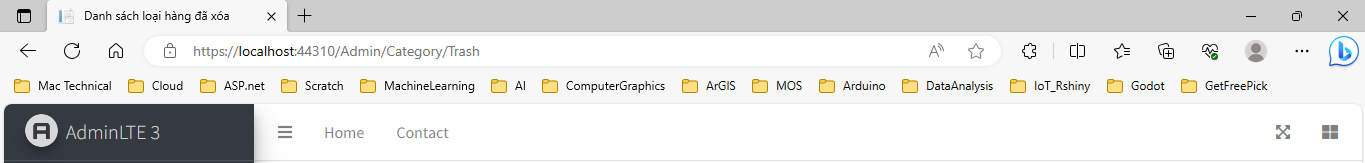 Danh sách loại hàng đã xóa
https://localhost:44310/Admin/Category/Trash
Mac Technical Cloud ASP.net Scratch MachineLearning AI ComputerGraphics ArGIS MOS Arduino DataAnalysis IoT_Rshiny Godot GetFreePick
AdminLTE 3 Home Contact